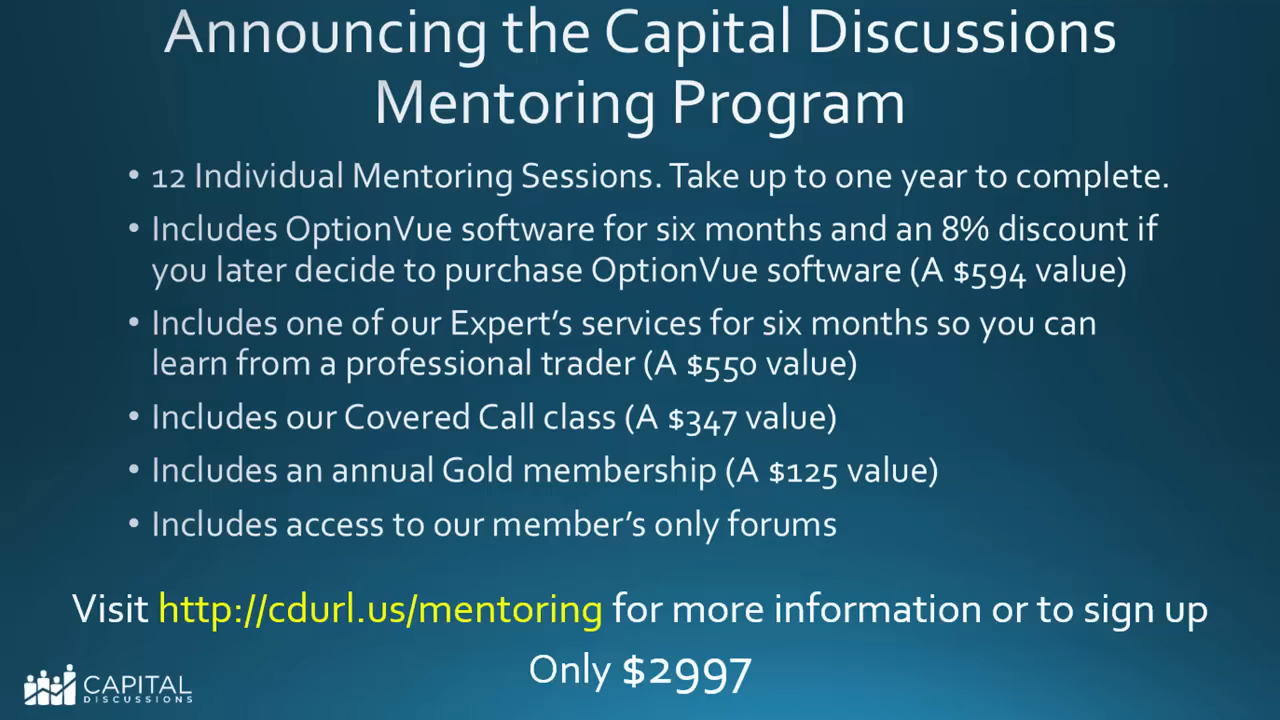 Announcing the Capital Discussions
Mentoring Program
• 12 Individual Mentoring Sessions. Take up to one year to complete.
• Includes OptionVue software for six months and an 8% discount if
you later decide to purchase OptionVue software (A $594 value)
• Includes one of our Expert's services for six months so you can
learn from a professional trader (A $550 value)
• Includes our Covered Call class (A $347 value)
• Includes an annual Gold membership (A $125 value)
• Includes access to our member's only forums
Visit http://cdurl.us/mentoring for more information or to sign up
Only $2997
CAPITAL
DISCUSSIONS